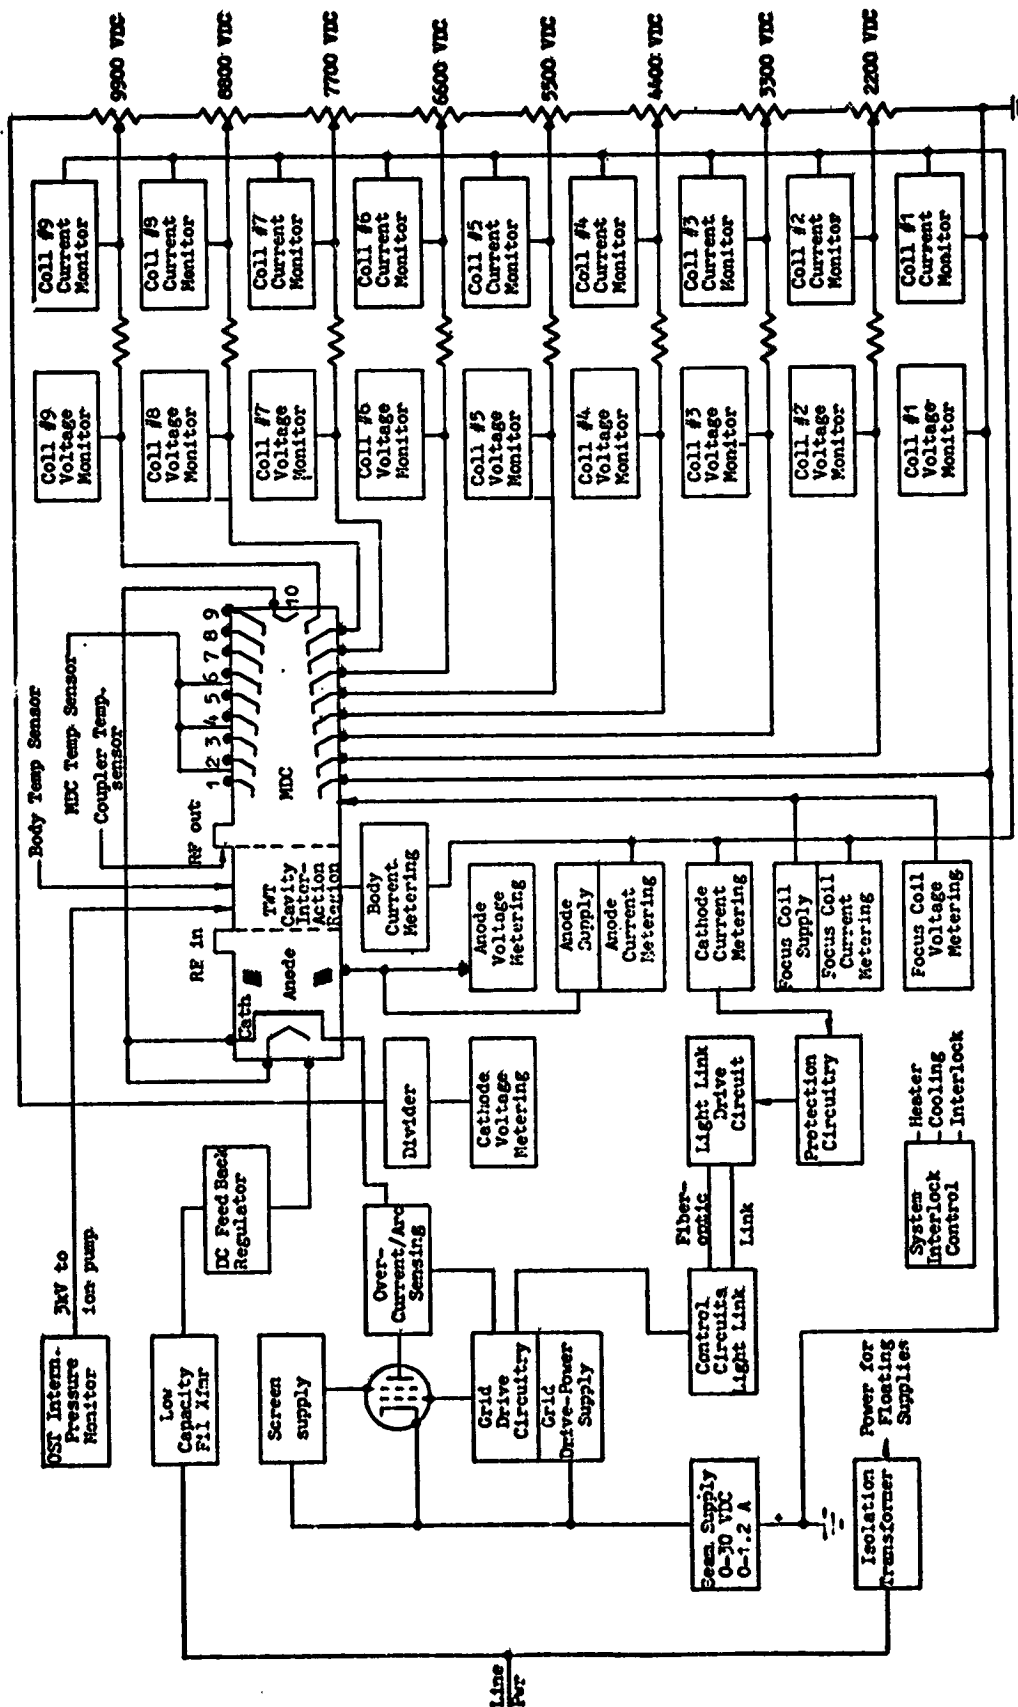 9900 VDC
8800 VDC
7700 VDC
6600 VDC
5500 VDC
4400 VDC
3300 VDC
2200 VDC
Coll #9
Current
Monitor
Coll #8
Current
Monitor
Coll #7
Current
Monitor
Coll #6
Current
Monitor
Coll #5
Current
Monitor
Coll #4
Current
Monitor
Coll #3
Current
Monitor
Coll #2
Current
Monitor
Coll #1
Current
Monitor
Coll #9
Voltage
Monitor
Coll #8
Voltage
Monitor
Coll #7
Voltage
Monitor
Coll #6
Voltage
Monitor
Coll #5
Voltage
Monitor
Coll #4
Voltage
Monitor
Coll #3
Voltage
Monitor
Coll #2
Voltage
Monitor
Coll #1
Voltage
Monitor
Body Temp Sensor
MDC Temp Sensor
Coupler Temp.
sensor
1 2 3 4 5 6 7 8 9
10
MDC
RF out
RF in
TWT
Cavity
Inter-
Action
Region
Cath
Anode
Body
Current
Metering
Anode
Voltage
Metering
Anode
Supply
Anode
Current
Metering
Cathode
Current
Metering
Focus Coil
Supply
Focus Coil
Current
Metering
Focus Coil
Voltage
Metering
Divider
Cathode
Voltage
Metering
Light Link
Drive
Circuit
Protection
Circuitry
System
Interlock
Control
Heater
Cooling
Interlock
DC Feed Back
Regulator
Over-
Current/Arc
Sensing
Fiber-
optic
Link
3kV to
ion pump
OST Intern.
Pressure
Monitor
Low
Capacity
Fil Xfmr
Screen
supply
Grid
Drive
Circuitry
Grid
Drive-Power
Supply
Control
Circuits
Light Link
Beam Supply
0-30 VDC
0-1.2 A
+
Isolation
Transformer
Power for
Floating
Supplies
Line
Pwr